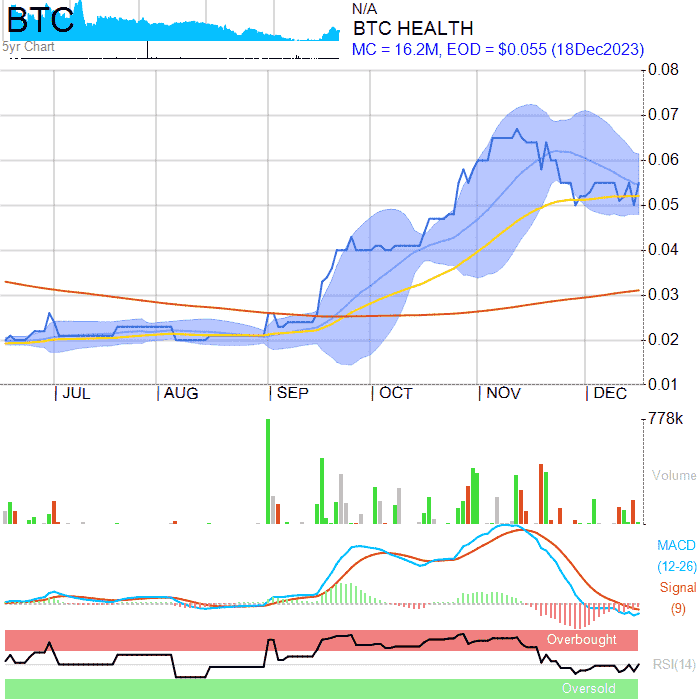 BTC
5yr Chart
N/A
BTC HEALTH
MC = 16.2M, EOD = $0.055 (18Dec2023)
0.08
0.07
0.06
0.05
0.04
0.03
0.02
0.01
JUL
AUG
SEP
OCT
NOV
DEC
778k
Volume
MACD
(12-26)
Signal
(9)
Overbought
RSI(14)
Oversold